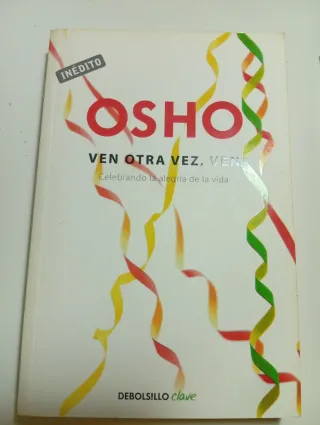 INÉDITO
OSHO
VEN OTRA VEZ, VEN
Celebrando la alegría de la vida
DEBOLSILLO clave